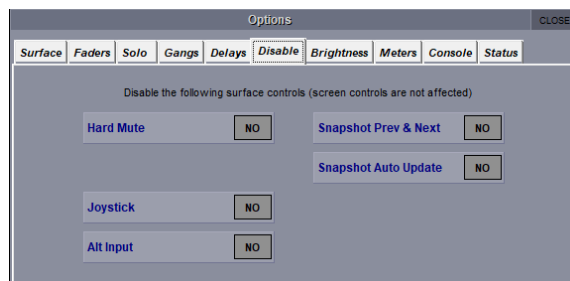 Options
CLOSE
Surface Faders Solo Gangs Delays Disable Brightness Meters Console Status
Disable the following surface controls (screen controls are not affected)
Hard Mute NO Snapshot Prev & Next NO
Snapshot Auto Update NO
Joystick NO
Alt Input NO